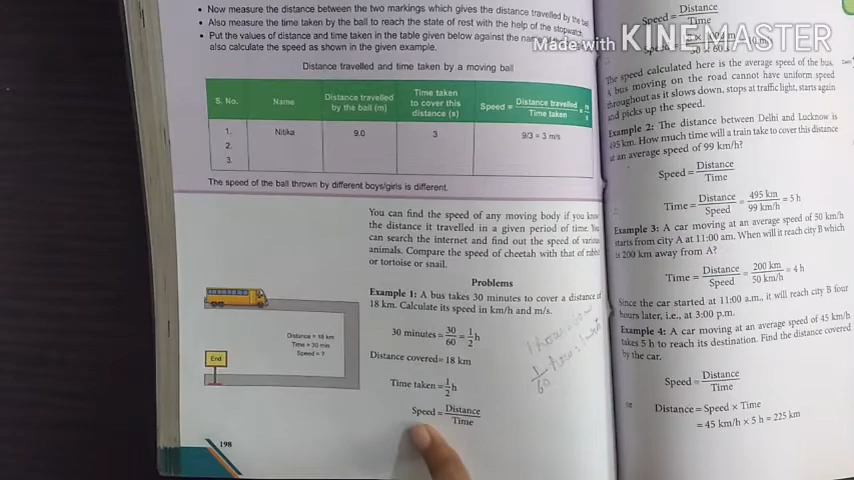 • Now measure the distance between the two markings which gives the distance travelled by the ball
• Also measure the time taken by the ball to reach the state of rest with the help of the stopwatch.
• Put the values of distance and time taken in the table given below against the
also calculate the speed as shown in the given example.
Distance travelled and time taken by a moving ball
S. No. Name Distance travelled by the ball (m) Time taken to cover this distance (s) Speed = Distance travelled / Time taken
1. Nitika 9.0 3 9/3 = 3 m/s
2.
3.
The speed of the ball thrown by different boys/girls is different.
You can find the speed of any moving body if you know
the distance it travelled in a given period of time. You
can search the internet and find out the speed of various
animals. Compare the speed of cheetah with that of rabbit
or tortoise or snail.
Problems
Example 1: A bus takes 30 minutes to cover a distance of
18 km. Calculate its speed in km/h and m/s.
30 minutes = 30/60 = 1/2 h
Distance covered = 18 km
Time taken = 1/2 h
Speed = Distance / Time
Distance = 18 km
Time = 30 min
Speed = ?
End
198
Made with KINEMASTER
Speed = Distance / Time
The speed calculated here is the average speed of the bus.
A bus moving on the road cannot have uniform speed
throughout as it slows down, stops at traffic light, starts again
and picks up the speed.
Example 2: The distance between Delhi and Lucknow is
495 km. How much time will a train take to cover this distance
at an average speed of 99 km/h?
Speed = Distance / Time
Time = Distance / Speed = 495 km / 99 km/h = 5 h
Example 3: A car moving at an average speed of 50 km/h
starts from city A at 11:00 am. When will it reach city B which
is 200 km away from A?
Time = Distance / Speed = 200 km / 50 km/h = 4 h
Since the car started at 11:00 a.m., it will reach city B four
hours later, i.e., at 3:00 p.m.
Example 4: A car moving at an average speed of 45 km/h
takes 5 h to reach its destination. Find the distance covered
by the car.
Speed = Distance / Time
or Distance = Speed × Time
= 45 km/h × 5 h = 225 km